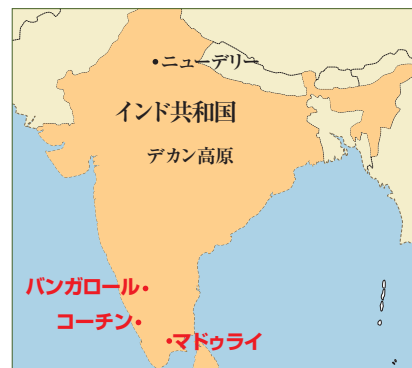 ・ニューデリー
インド共和国
デカン高原
バンガロール・
コーチン・
・マドゥライ